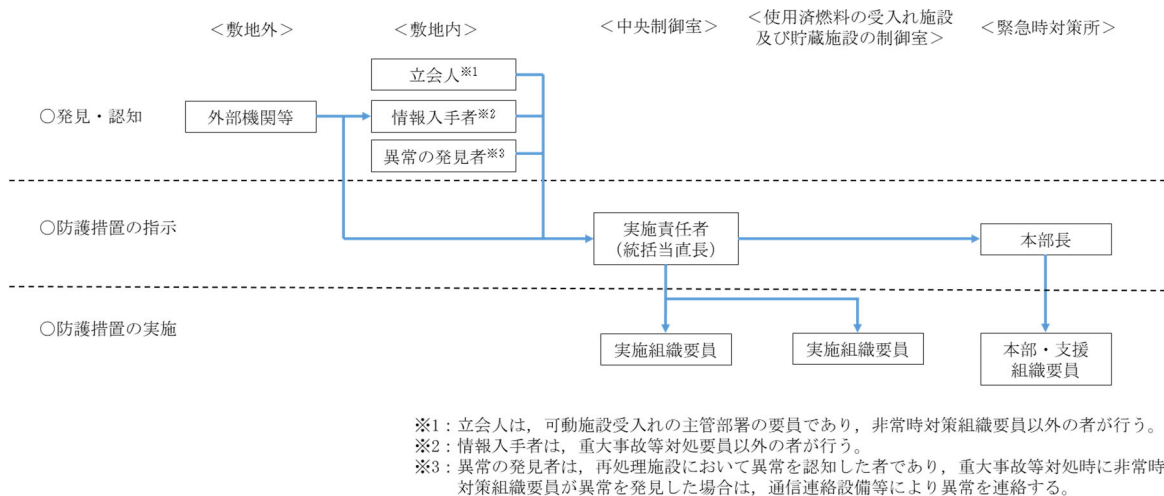 ＜敷地外＞
＜敷地内＞
＜中央制御室＞
＜使用済燃料の受入れ施設
及び貯蔵施設の制御室＞
＜緊急時対策所＞
○発見・認知
外部機関等
立会人※1
情報入手者※2
異常の発見者※3
○防護措置の指示
実施責任者
（統括当直長）
本部長
○防護措置の実施
実施組織要員
実施組織要員
本部・支援
組織要員
※1：立会人は，可動施設受入れの主管部署の要員であり，非常時対策組織要員以外の者が行う。
※2：情報入手者は，重大事故等対処要員以外の者が行う。
※3：異常の発見者は，再処理施設において異常を認知した者であり，重大事故等対処時に非常時
対策組織要員が異常を発見した場合は，通信連絡設備等により異常を連絡する。